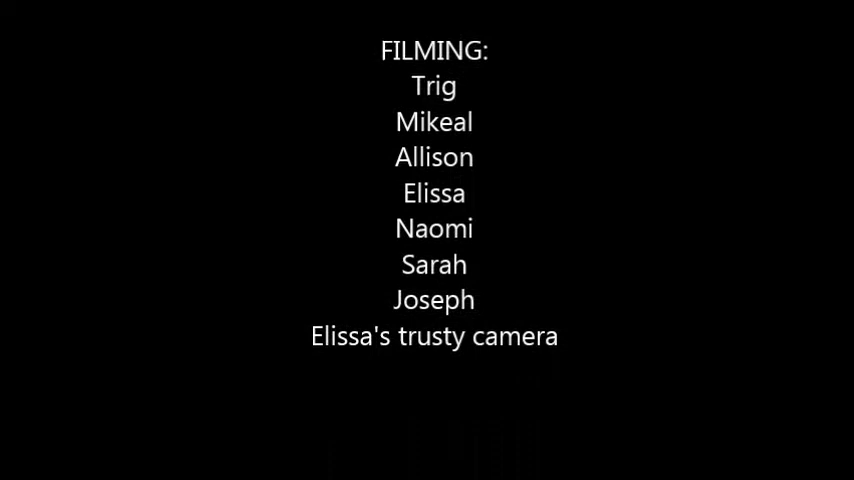 FILMING:
Trig
Mikeal
Allison
Elissa
Naomi
Sarah
Joseph
Elissa's trusty camera